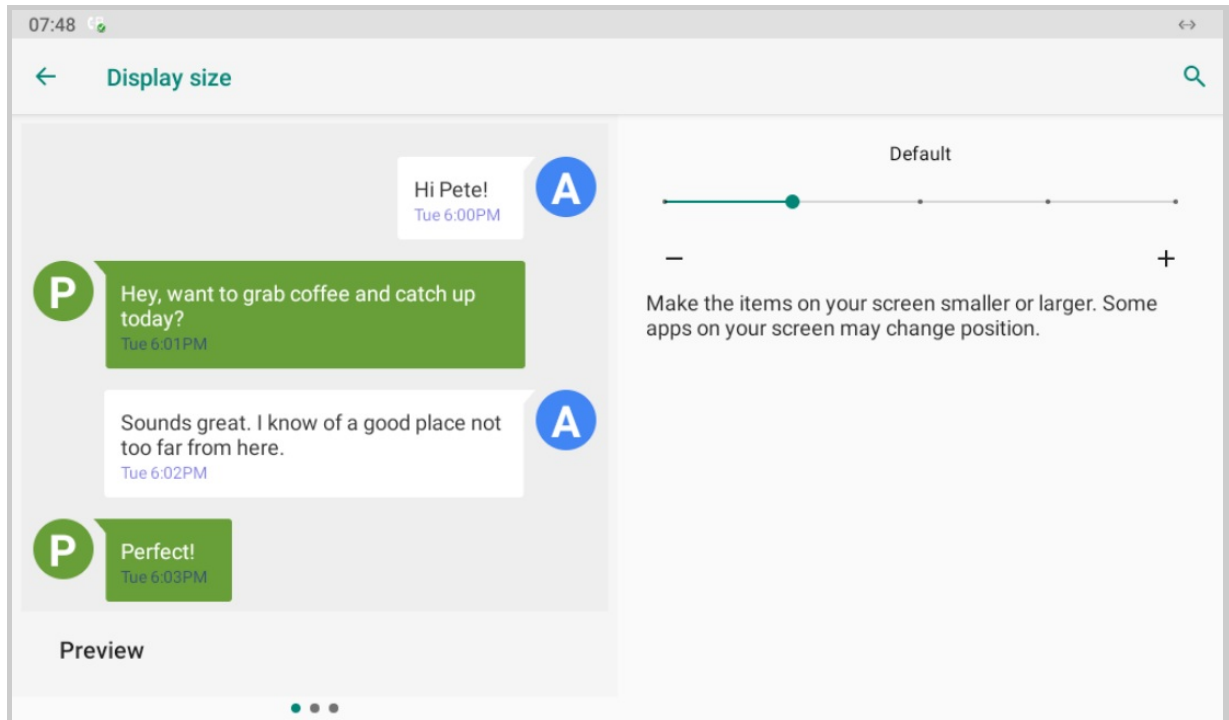 07:48
Display size
Hi Pete!
Tue 6:00PM
A
P
Hey, want to grab coffee and catch up
today?
Tue 6:01PM
Sounds great. I know of a good place not
too far from here.
Tue 6:02PM
A
P
Perfect!
Tue 6:03PM
Preview
Default
− +
Make the items on your screen smaller or larger. Some
apps on your screen may change position.